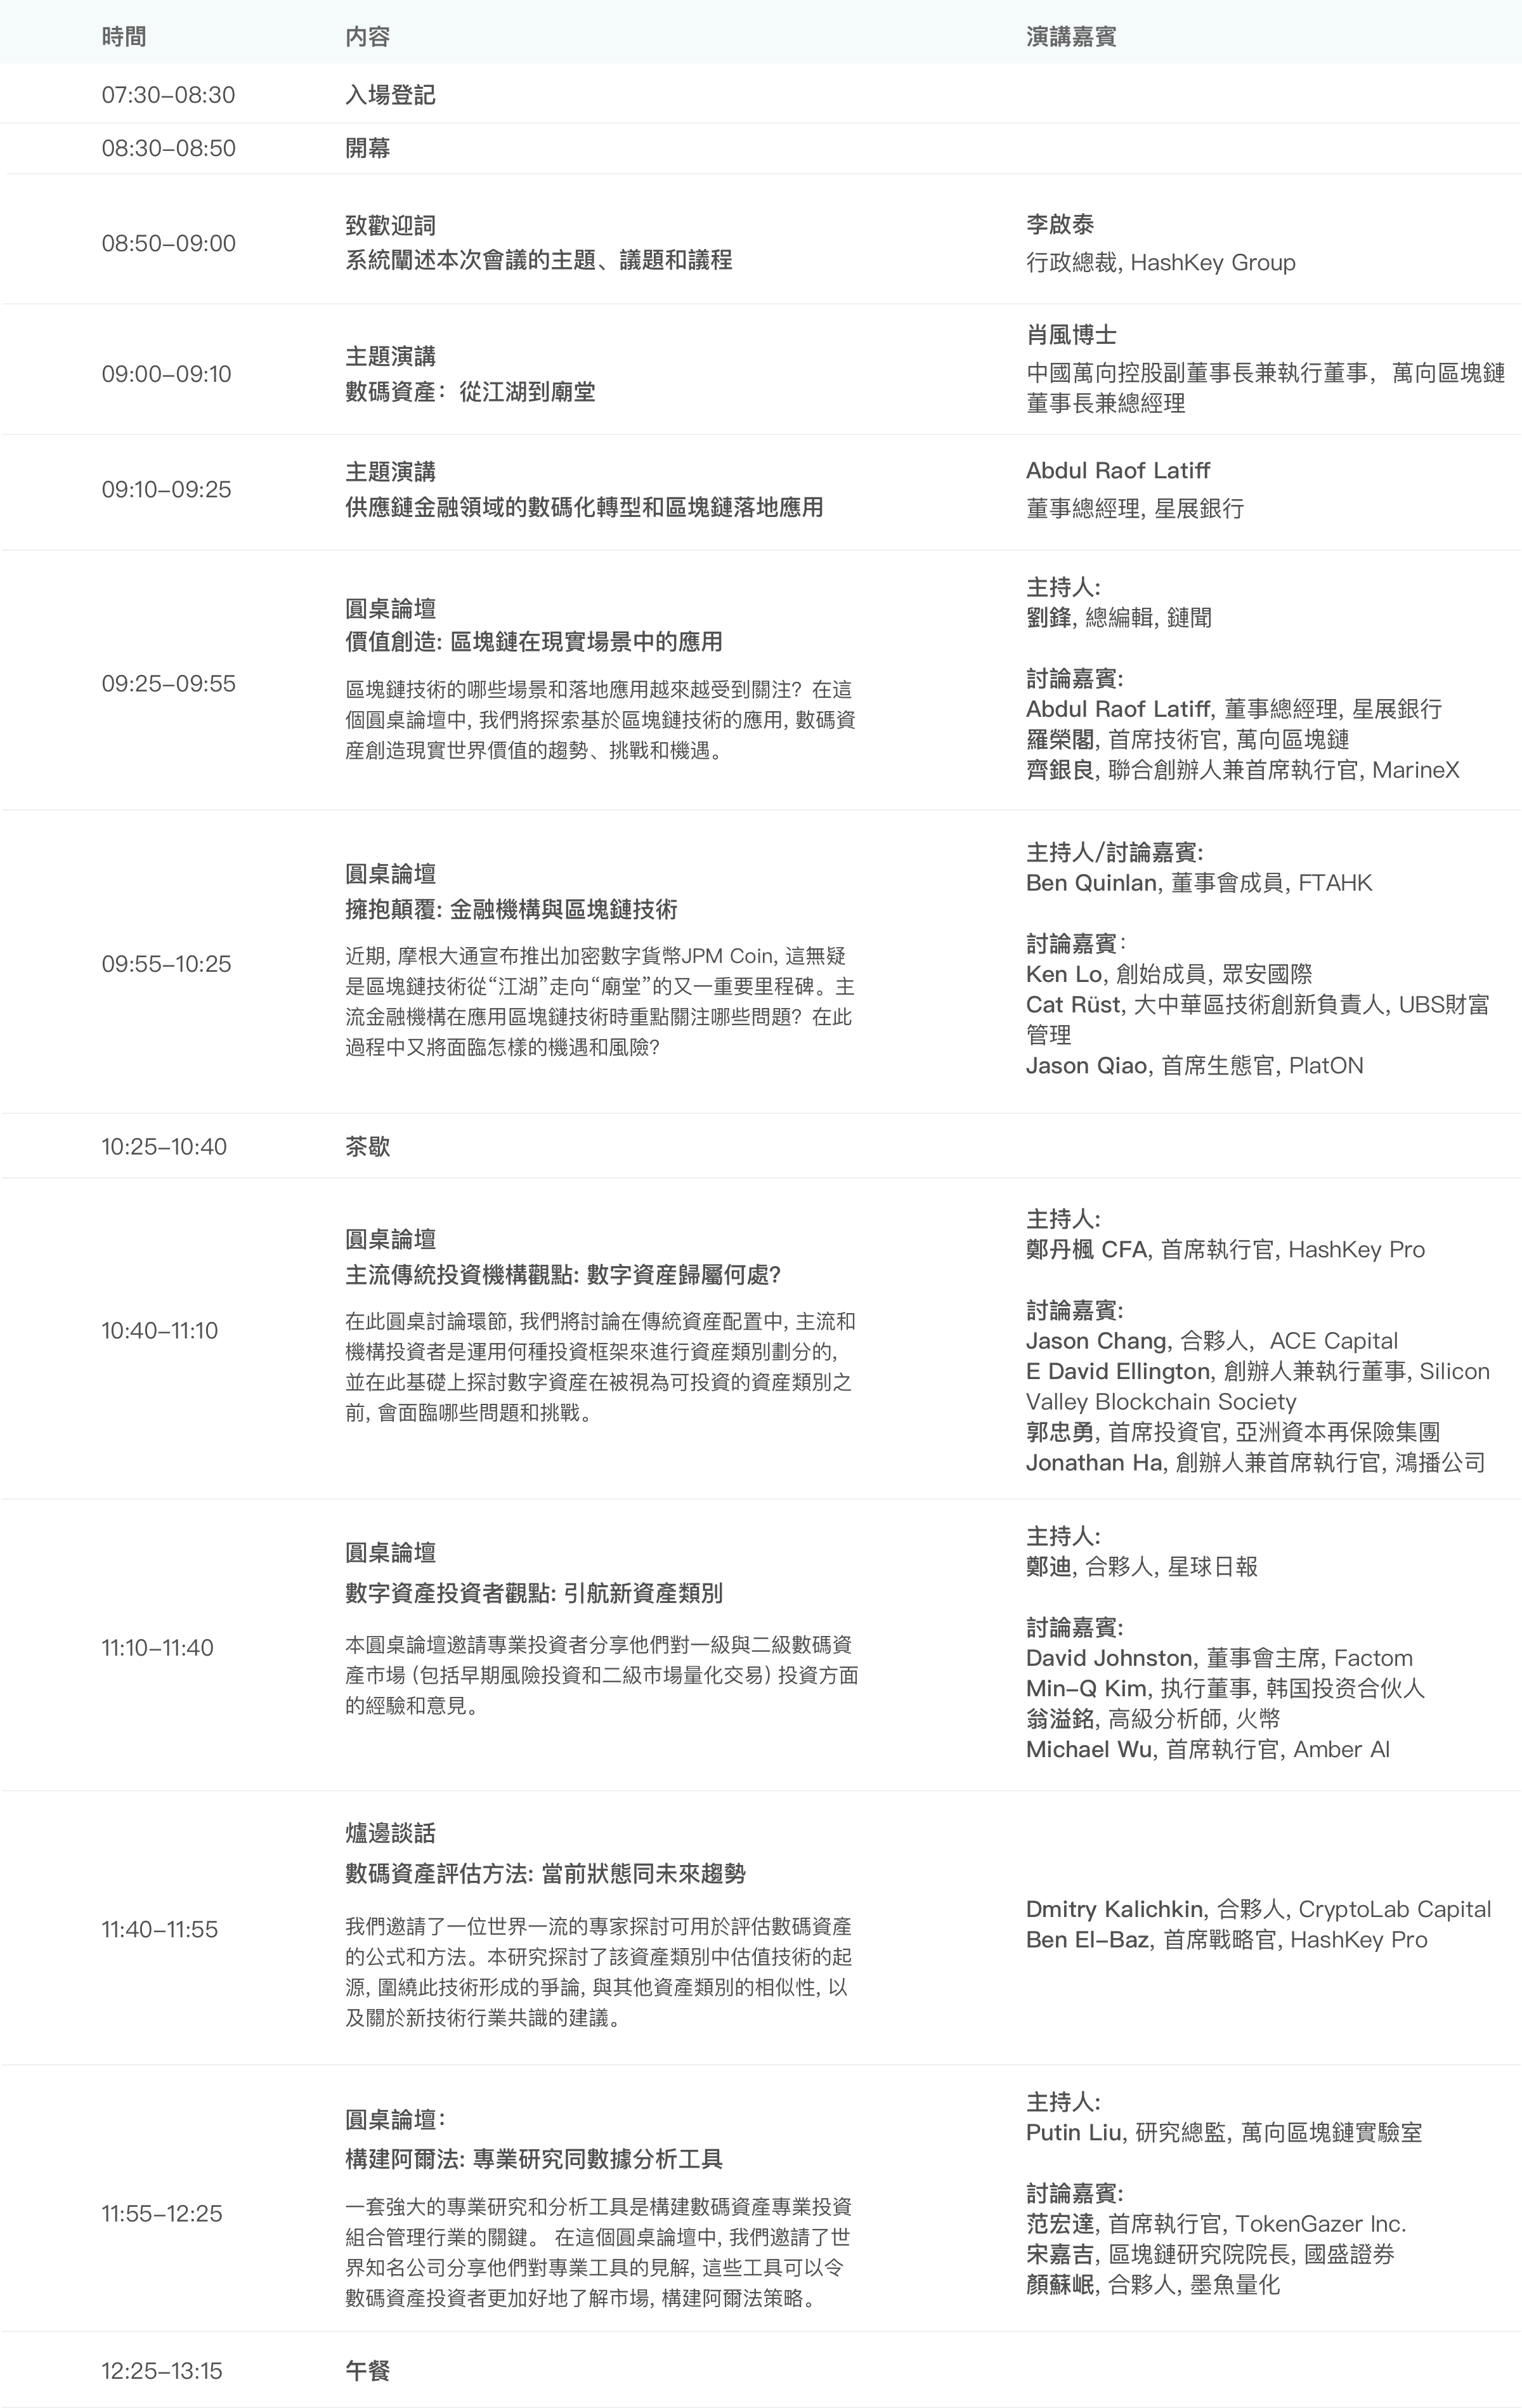 時間 內容 演講嘉賓
07:30–08:30 入場登記
08:30–08:50 開幕
08:50–09:00
致歡迎詞
系統闡述本次會議的主題、議題和議程
李啟泰
行政總裁, HashKey Group
09:00–09:10
主題演講
數碼資產：從江湖到廟堂
肖風博士
中國萬向控股副董事長兼執行董事，萬向區塊鏈
董事長兼總經理
09:10–09:25
主題演講
供應鏈金融領域的數碼化轉型和區塊鏈落地應用
Abdul Raof Latiff
董事總經理, 星展銀行
09:25–09:55
圓桌論壇
價值創造: 區塊鏈在現實場景中的應用
區塊鏈技術的哪些場景和落地應用越來越受到關注？在這
個圓桌論壇中, 我們將探索基於區塊鏈技術的應用, 數碼資
產創造現實世界價值的趨勢、挑戰和機遇。
主持人:
劉鋒, 總編輯, 鏈聞
討論嘉賓:
Abdul Raof Latiff, 董事總經理, 星展銀行
羅榮閣, 首席技術官, 萬向區塊鏈
齊銀良, 聯合創辦人兼首席執行官, MarineX
09:55–10:25
圓桌論壇
擁抱顛覆: 金融機構與區塊鏈技術
近期, 摩根大通宣布推出加密數字貨幣JPM Coin, 這無疑
是區塊鏈技術從“江湖”走向“廟堂”的又一重要里程碑。主
流金融機構在應用區塊鏈技術時重點關注哪些問題？在此
過程中又將面臨怎樣的機遇和風險?
主持人/討論嘉賓:
Ben Quinlan, 董事會成員, FTAHK
討論嘉賓：
Ken Lo, 創始成員, 眾安國際
Cat Rüst, 大中華區技術創新負責人, UBS財富
管理
Jason Qiao, 首席生態官, PlatON
10:25–10:40 茶歇
10:40–11:10
圓桌論壇
主流傳統投資機構觀點: 數字資產歸屬何處?
在此圓桌討論環節, 我們將討論在傳統資產配置中, 主流和
機構投資者是運用何種投資框架來進行資產類別劃分的,
並在此基礎上探討數字資產在被視為可投資的資產類別之
前, 會面臨哪些問題和挑戰。
主持人:
鄭丹楓 CFA, 首席執行官, HashKey Pro
討論嘉賓:
Jason Chang, 合夥人, ACE Capital
E David Ellington, 創辦人兼執行董事, Silicon
Valley Blockchain Society
郭忠勇, 首席投資官, 亞洲資本再保險集團
Jonathan Ha, 創辦人兼首席執行官, 鴻播公司
11:10–11:40
圓桌論壇
數字資產投資者觀點: 引航新資產類別
本圓桌論壇邀請專業投資者分享他們對一級與二級數碼資
產市場 (包括早期風險投資和二級市場量化交易) 投資方面
的經驗和意見。
主持人:
鄭迪, 合夥人, 星球日報
討論嘉賓:
David Johnston, 董事會主席, Factom
Min–Q Kim, 执行董事, 韩国投资合伙人
翁溢銘, 高級分析師, 火幣
Michael Wu, 首席執行官, Amber AI
11:40–11:55
爐邊談話
數碼資產評估方法: 當前狀態同未來趨勢
我們邀請了一位世界一流的專家探討可用於評估數碼資產
的公式和方法。本研究探討了該資產類別中估值技術的起
源, 圍繞此技術形成的爭論, 與其他資產類別的相似性, 以
及關於新技術行業共識的建議。
Dmitry Kalichkin, 合夥人, CryptoLab Capital
Ben El–Baz, 首席戰略官, HashKey Pro
11:55–12:25
圓桌論壇：
構建阿爾法: 專業研究同數據分析工具
一套強大的專業研究和分析工具是構建數碼資產專業投資
組合管理行業的關鍵。 在這個圓桌論壇中, 我們邀請了世
界知名公司分享他們對專業工具的見解, 這些工具可以令
數碼資產投資者更加好地了解市場, 構建阿爾法策略。
主持人:
Putin Liu, 研究總監, 萬向區塊鏈實驗室
討論嘉賓:
范宏達, 首席執行官, TokenGazer Inc.
宋嘉吉, 區塊鏈研究院院長, 國盛證券
顏蘇岷, 合夥人, 墨魚量化
12:25–13:15 午餐